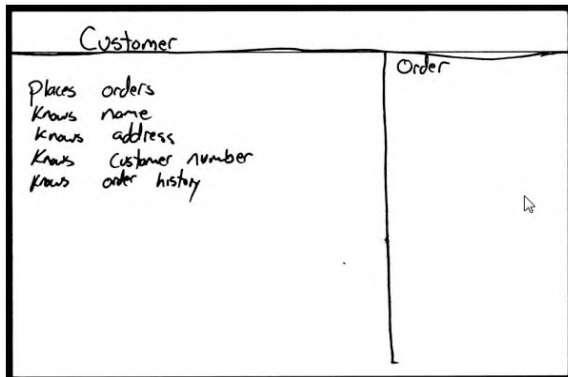 Customer
Order
Places orders
Knows name
Knows address
Knows Customer number
Knows order history